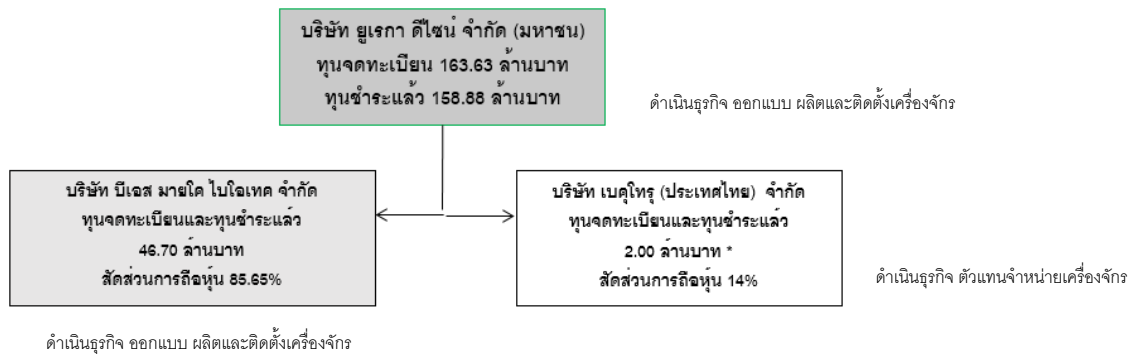 บริษัท ยูเรกา ดีไซน์ จำกัด (มหาชน)
ทุนจดทะเบียน 163.63 ล้านบาท
ทุนชำระแล้ว 158.88 ล้านบาท
ดำเนินธุรกิจ ออกแบบ ผลิตและติดตั้งเครื่องจักร
บริษัท บีเอส มายโค ไบโอเทค จำกัด
ทุนจดทะเบียนและทุนชำระแล้ว
46.70 ล้านบาท
สัดส่วนการถือหุ้น 85.65%
บริษัท เบคุโทรุ (ประเทศไทย) จำกัด
ทุนจดทะเบียนและทุนชำระแล้ว
2.00 ล้านบาท *
สัดส่วนการถือหุ้น 14%
ดำเนินธุรกิจ ตัวแทนจำหน่ายเครื่องจักร
ดำเนินธุรกิจ ออกแบบ ผลิตและติดตั้งเครื่องจักร